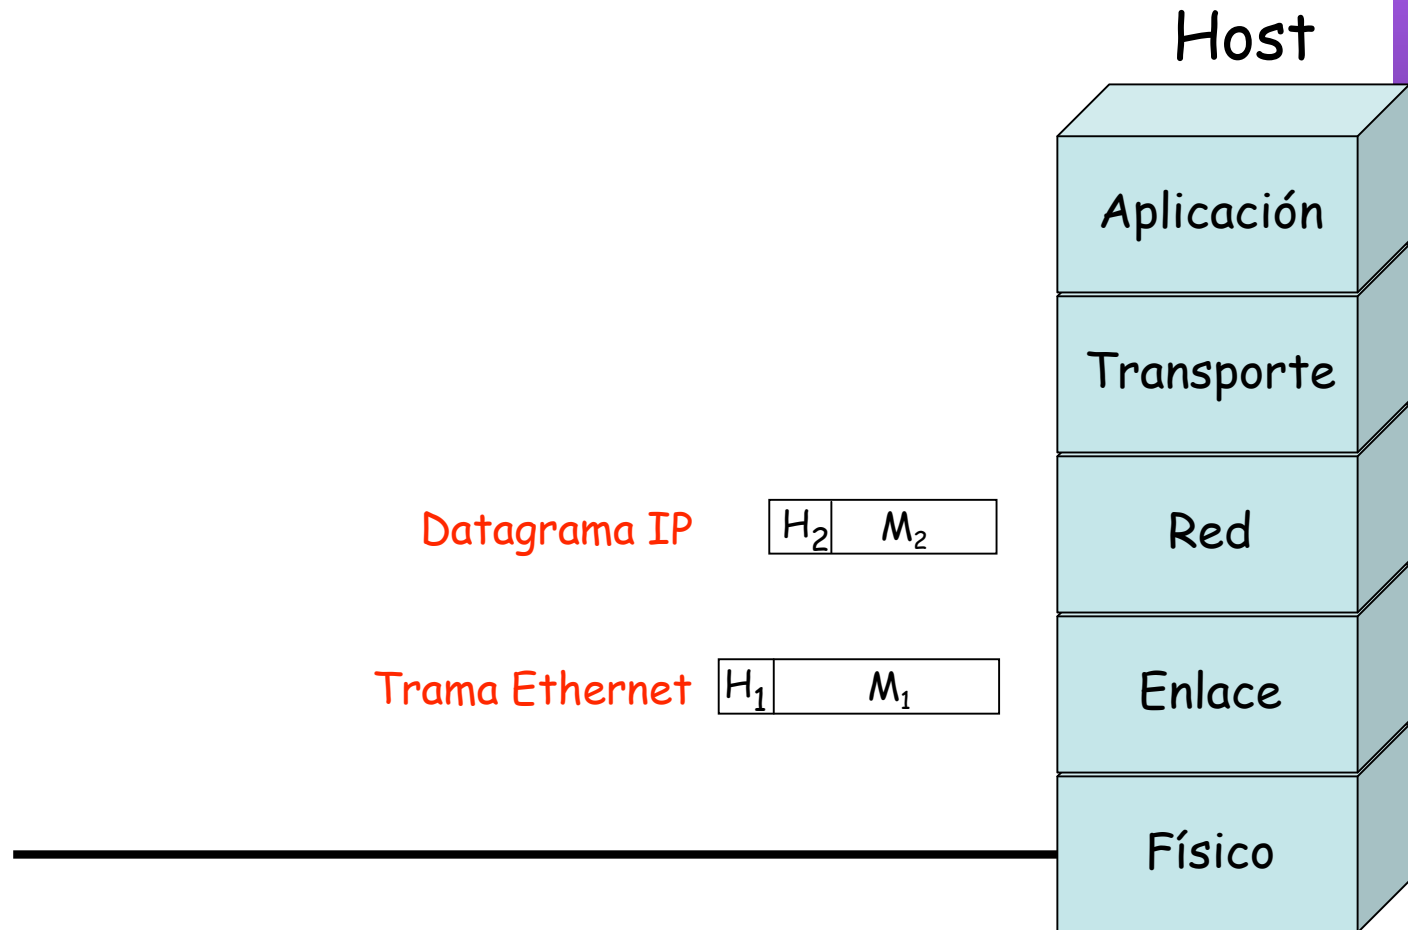 Host
Aplicación
Transporte
Datagrama IP H₂ M₂ Red
Trama Ethernet H₁ M₁ Enlace
Físico